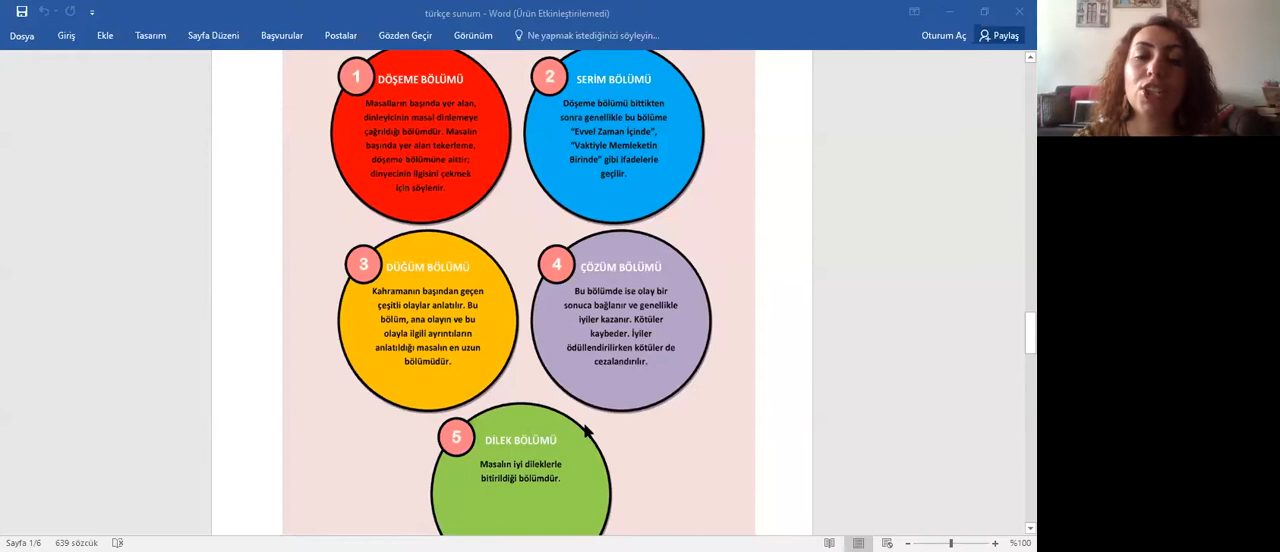 türkçe sunum - Word (Ürün Etkinleştirilemedi)
Dosya Giriş Ekle Tasarım Sayfa Düzeni Başvurular Postalar Gözden Geçir Görünüm Ne yapmak istediğinizi söyleyin... Oturum Aç Paylaş
1 DÖŞEME BÖLÜMÜ
Masalların başında yer alan,
dinleyicinin masal dinlemeye
çağrıldığı bölümdür. Masalın
başında yer alan tekerleme,
döşeme bölümüne aittir;
dinyecinin ilgisini çekmek
için söylenir.
2 SERİM BÖLÜMÜ
Döşeme bölümü bittikten
sonra genellikle bu bölüme
"Evvel Zaman İçinde",
"Vaktiyle Memleketin
Birinde" gibi ifadelerle
geçilir.
3 DÜĞÜM BÖLÜMÜ
Kahramanın başından geçen
çeşitli olaylar anlatılır. Bu
bölüm, ana olayın ve bu
olayla ilgili ayrıntıların
anlatıldığı masalın en uzun
bölümüdür.
4 ÇÖZÜM BÖLÜMÜ
Bu bölümde ise olay bir
sonuca bağlanır ve genellikle
iyiler kazanır. Kötüler
kaybeder. İyiler
ödüllendirilirken kötüler de
cezalandırılır.
5 DİLEK BÖLÜMÜ
Masalın iyi dileklerle
bitirildiği bölümdür.
Sayfa 1/6 639 sözcük %100